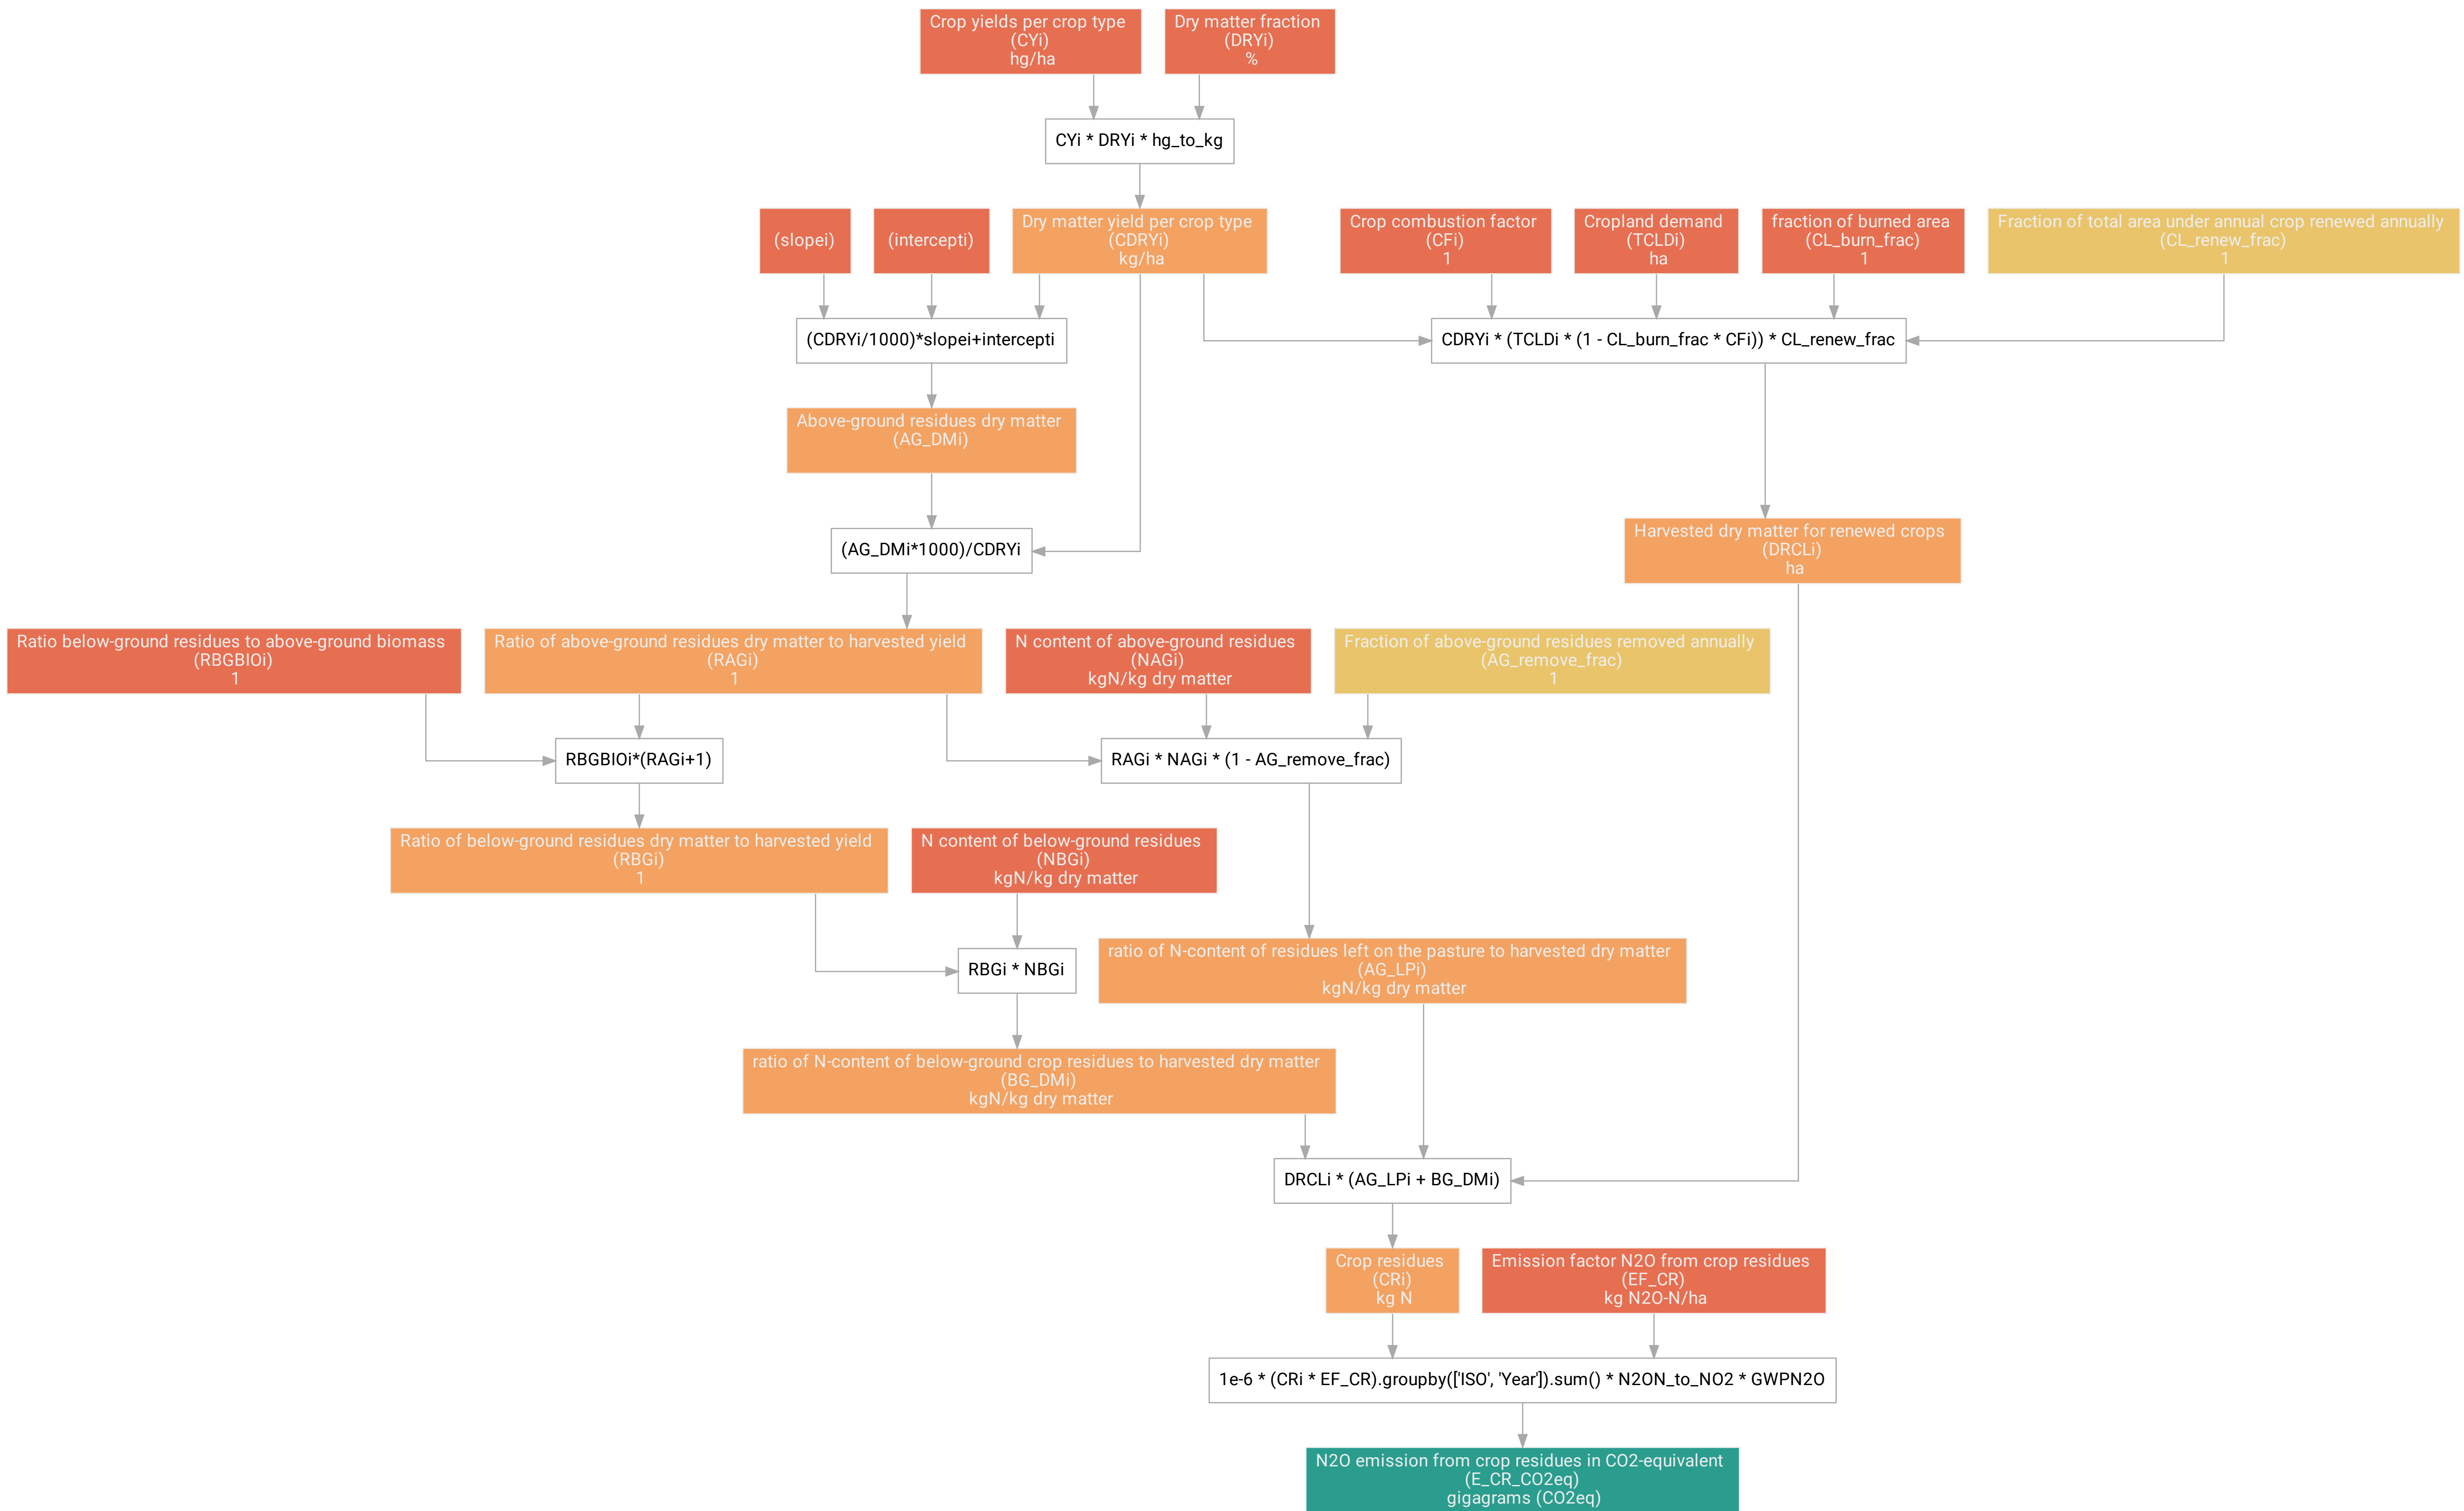 Crop yields per crop type
(CYi)
hg/ha
Dry matter fraction
(DRYi)
%
CYi * DRYi * hg_to_kg
(slopei)
(intercepti)
Dry matter yield per crop type
(CDRYi)
kg/ha
Crop combustion factor
(CFi)
1
Cropland demand
(TCLDi)
ha
fraction of burned area
(CL_burn_frac)
1
Fraction of total area under annual crop renewed annually
(CL_renew_frac)
1
(CDRYi/1000)*slopei+intercepti
CDRYi * (TCLDi * (1 - CL_burn_frac * CFi)) * CL_renew_frac
Above-ground residues dry matter
(AG_DMi)
(AG_DMi*1000)/CDRYi
Harvested dry matter for renewed crops
(DRCLi)
ha
Ratio below-ground residues to above-ground biomass
(RBGBIOi)
1
Ratio of above-ground residues dry matter to harvested yield
(RAGi)
1
N content of above-ground residues
(NAGi)
kgN/kg dry matter
Fraction of above-ground residues removed annually
(AG_remove_frac)
1
RBGBIOi*(RAGi+1)
RAGi * NAGi * (1 - AG_remove_frac)
Ratio of below-ground residues dry matter to harvested yield
(RBGi)
1
N content of below-ground residues
(NBGi)
kgN/kg dry matter
RBGi * NBGi
ratio of N-content of residues left on the pasture to harvested dry matter
(AG_LPi)
kgN/kg dry matter
ratio of N-content of below-ground crop residues to harvested dry matter
(BG_DMi)
kgN/kg dry matter
DRCLi * (AG_LPi + BG_DMi)
Crop residues
(CRi)
kg N
Emission factor N2O from crop residues
(EF_CR)
kg N2O-N/ha
1e-6 * (CRi * EF_CR).groupby(['ISO', 'Year']).sum() * N2ON_to_NO2 * GWPN2O
N2O emission from crop residues in CO2-equivalent
(E_CR_CO2eq)
gigagrams (CO2eq)